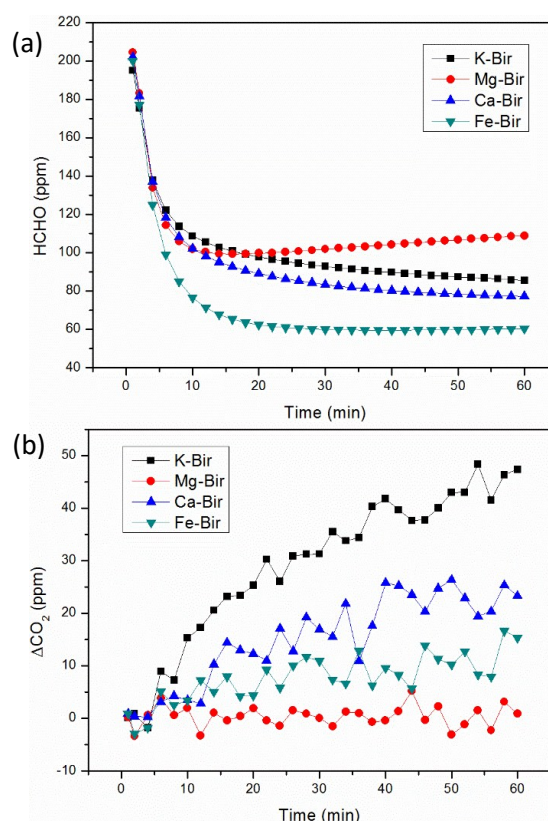 (a)
220
200
180
160
140
120
100
80
60
40
HCHO (ppm)
K-Bir
Mg-Bir
Ca-Bir
Fe-Bir
0 10 20 30 40 50 60
Time (min)
(b)
50
40
30
20
10
0
-10
ΔCO₂ (ppm)
K-Bir
Mg-Bir
Ca-Bir
Fe-Bir
0 10 20 30 40 50 60
Time (min)